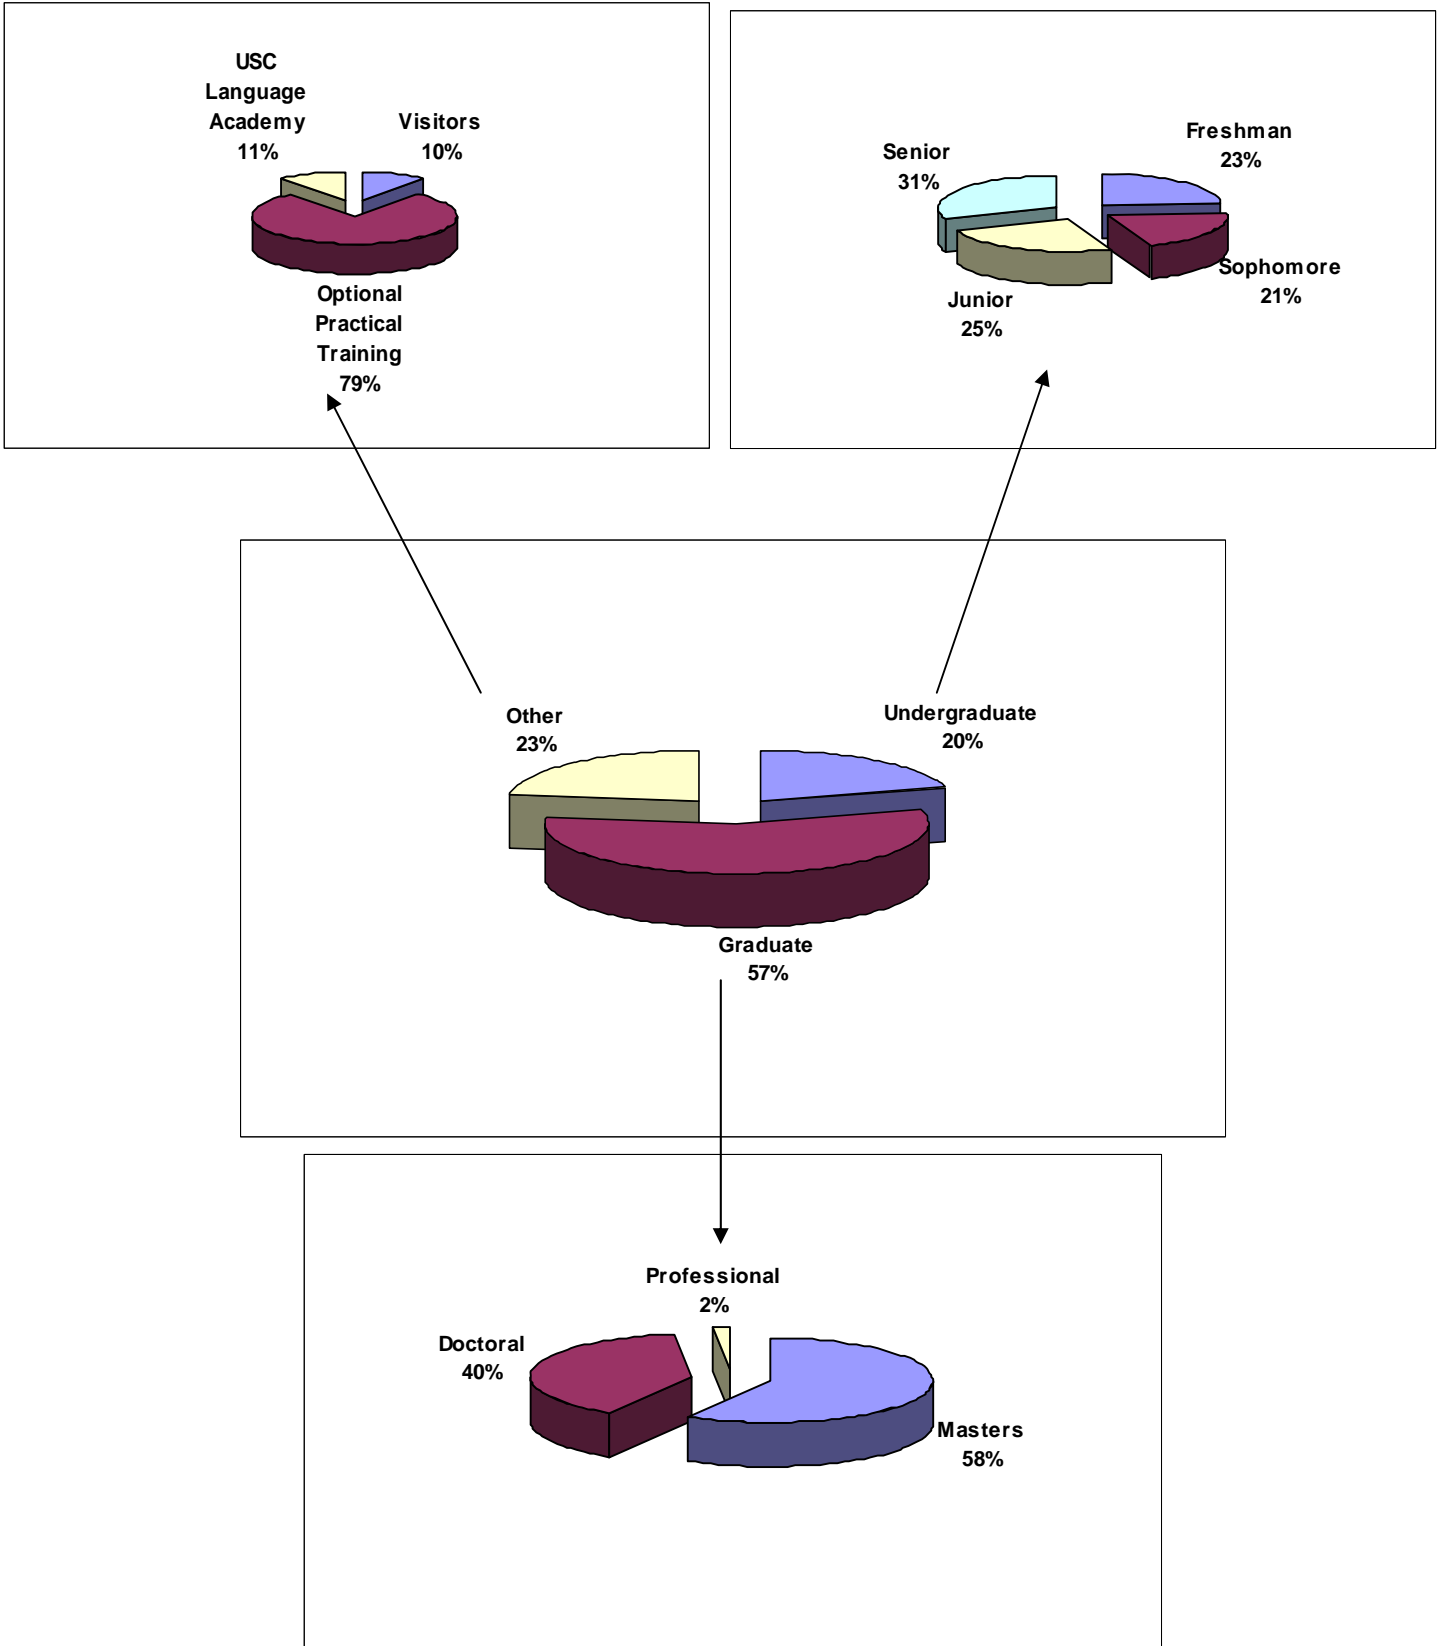 USC
Language
Academy
11%
Visitors
10%
Optional
Practical
Training
79%
Freshman
23%
Senior
31%
Sophomore
21%
Junior
25%
Other
23%
Undergraduate
20%
Graduate
57%
Professional
2%
Doctoral
40%
Masters
58%